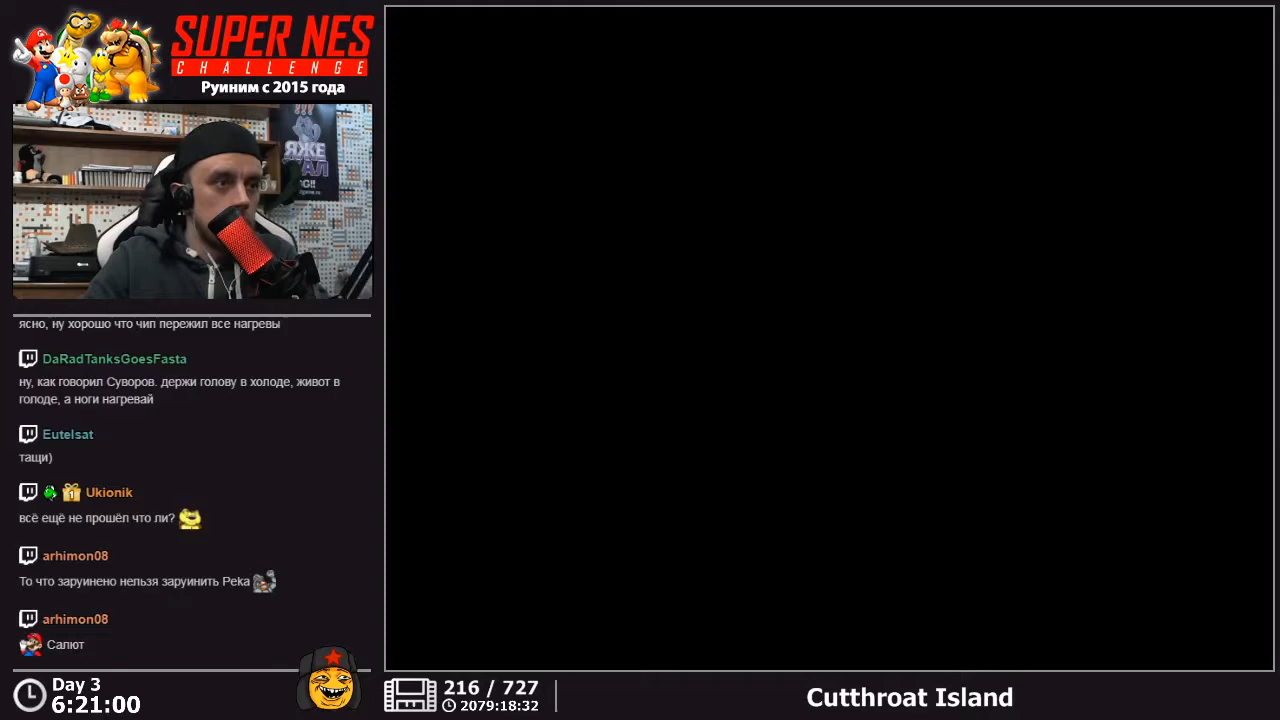 SUPER NES
CHALLENGE
Руиним с 2015 года
ЯЖЕ
ясно, ну хорошо что чип пережил все нагревы
DaRadTanksGoesFasta
ну, как говорил Суворов. держи голову в холоде, живот в
голоде, а ноги нагревай
Eutelsat
тащи)
1
Ukionik
всё ещё не прошёл что ли?
arhimon08
То что заруинено нельзя заруинить Peka
arhimon08
Салют
Day 3
6:21:00
216 / 727
2079:18:32
Cutthroat Island